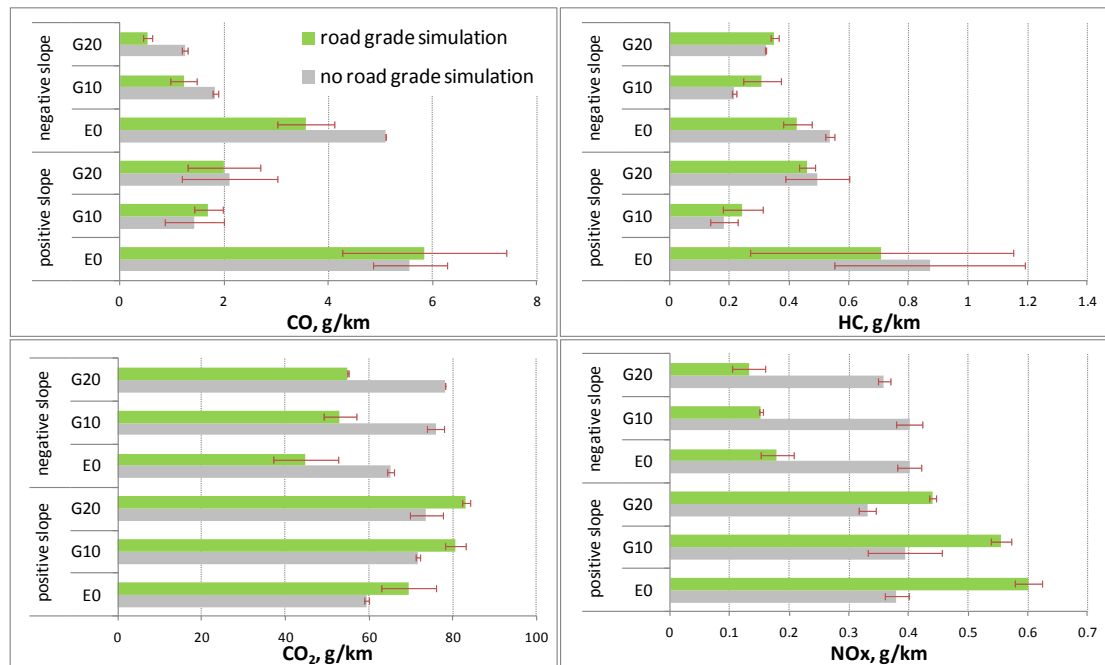 negative slope
G20
G10
E0
positive slope
G20
G10
E0
road grade simulation
no road grade simulation
0 2 4 6 8
CO, g/km
negative slope
G20
G10
E0
positive slope
G20
G10
E0
0 0.2 0.4 0.6 0.8 1 1.2 1.4
HC, g/km
negative slope
G20
G10
E0
positive slope
G20
G10
E0
0 20 40 60 80 100
CO₂, g/km
negative slope
G20
G10
E0
positive slope
G20
G10
E0
0 0.1 0.2 0.3 0.4 0.5 0.6 0.7
NOx, g/km